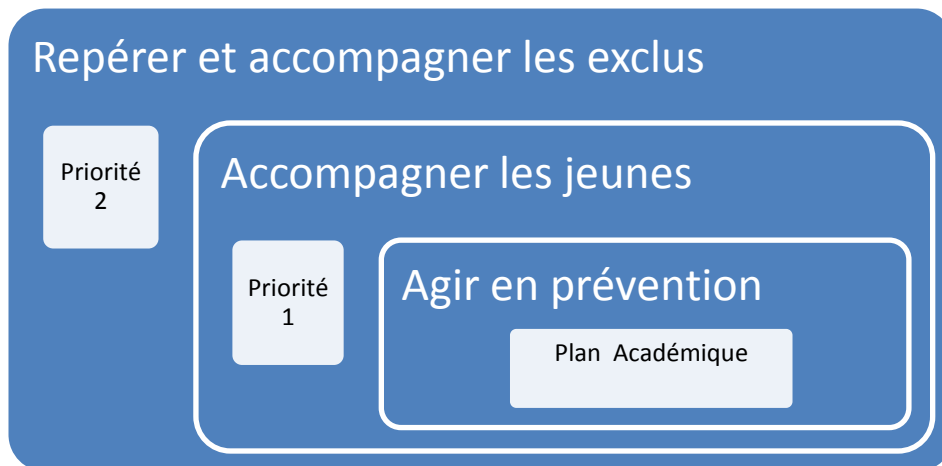 Repérer et accompagner les exclus
Priorité
2
Accompagner les jeunes
Priorité
1
Agir en prévention
Plan Académique